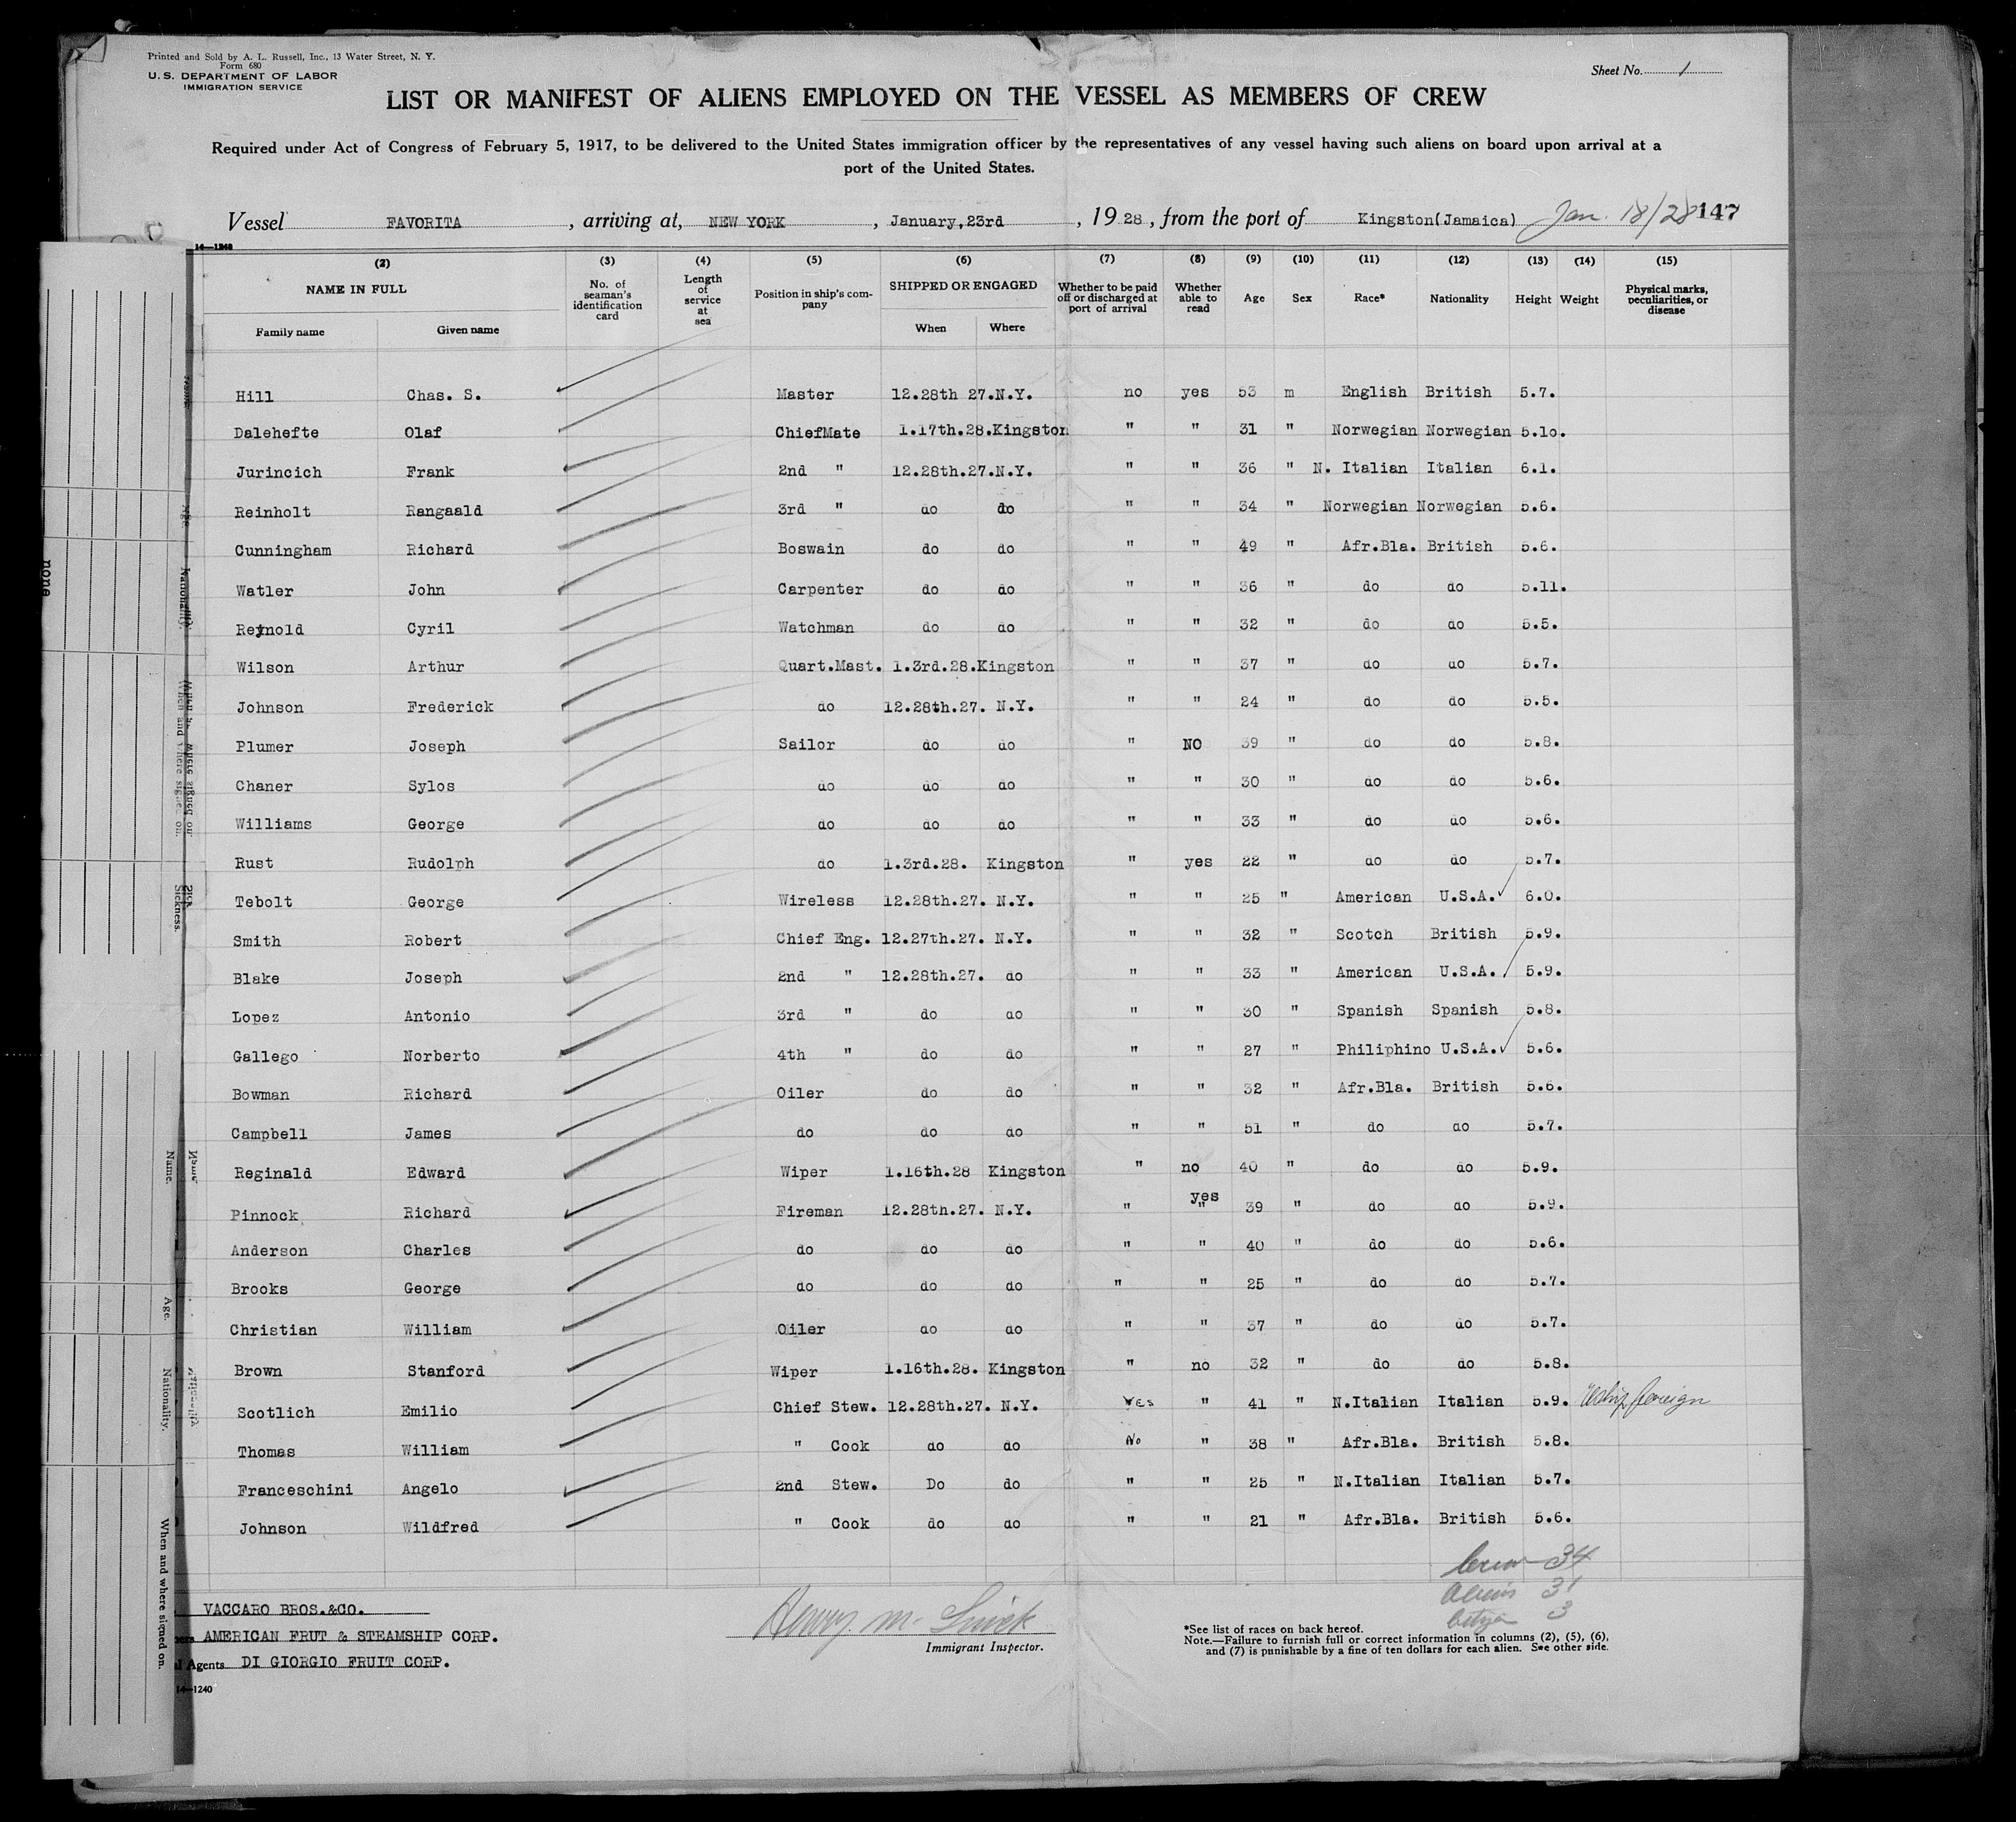 Printed and Sold by A. L. Russell, Inc., 13 Water Street, N. Y.
Form 680
U. S. DEPARTMENT OF LABOR
IMMIGRATION SERVICE
Sheet No. 1
LIST OR MANIFEST OF ALIENS EMPLOYED ON THE VESSEL AS MEMBERS OF CREW
Required under Act of Congress of February 5, 1917, to be delivered to the United States immigration officer by the representatives of any vessel having such aliens on board upon arrival at a
port of the United States.
Vessel FAVORITA, arriving at, NEW YORK, January,23rd, 1928, from the port of Kingston(Jamaica) Jan. 18/28 147
14—1240
(2) (3) (4) (5) (6) (7) (8) (9) (10) (11) (12) (13) (14) (15)
NAME IN FULL No. of seaman's identification card Length of service at sea Position in ship's company SHIPPED OR ENGAGED Whether to be paid off or discharged at port of arrival Whether able to read Age Sex Race* Nationality Height Weight Physical marks, peculiarities, or disease
Family name Given name When Where
Hill Chas. S. Master 12.28th 27.N.Y. no yes 53 m English British 5.7.
Dalehefte Olaf ChiefMate 1.17th.28.Kingston " " 31 " Norwegian Norwegian 5.10.
Jurincich Frank 2nd " 12.28th.27.N.Y. " " 36 " N. Italian Italian 6.1.
Reinholt Rangaald 3rd " do do " " 34 " Norwegian Norwegian 5.6.
Cunningham Richard Boswain do do " " 49 " Afr.Bla. British 5.6.
Watler John Carpenter do do " " 36 " do do 5.11.
Reynold Cyril Watchman do do " " 32 " do do 5.5.
Wilson Arthur Quart.Mast. 1.3rd.28.Kingston " " 37 " do do 5.7.
Johnson Frederick do 12.28th.27. N.Y. " " 24 " do do 5.5.
Plumer Joseph Sailor do do " NO 39 " do do 5.8.
Chaner Sylos do do do " " 30 " do do 5.6.
Williams George do do do " " 33 " do do 5.6.
Rust Rudolph do 1.3rd.28. Kingston " yes 22 " do do 5.7.
Tebolt George Wireless 12.28th.27. N.Y. " " 25 " American U.S.A. 6.0.
Smith Robert Chief Eng. 12.27th.27. N.Y. " " 32 " Scotch British 5.9.
Blake Joseph 2nd " 12.28th.27. do " " 33 " American U.S.A. 5.9.
Lopez Antonio 3rd " do do " " 30 " Spanish Spanish 5.8.
Gallego Norberto 4th " do do " " 27 " Philiphino U.S.A. 5.6.
Bowman Richard Oiler do do " " 32 " Afr.Bla. British 5.6.
Campbell James do do do " " 51 " do do 5.7.
Reginald Edward Wiper 1.16th.28 Kingston " no 40 " do do 5.9.
Pinnock Richard Fireman 12.28th.27. N.Y. " yes " 39 " do do 5.9.
Anderson Charles do do do " " 40 " do do 5.6.
Brooks George do do do " " 25 " do do 5.7.
Christian William Oiler do do " " 37 " do do 5.7.
Brown Stanford Wiper 1.16th.28. Kingston " no 32 " do do 5.8.
Scotlich Emilio Chief Stew. 12.28th.27. N.Y. Yes " 41 " N.Italian Italian 5.9. foreign
Thomas William " Cook do do No " 38 " Afr.Bla. British 5.8.
Franceschini Angelo 2nd Stew. Do do " " 25 " N.Italian Italian 5.7.
Johnson Wildfred " Cook do do " " 21 " Afr.Bla. British 5.6.
Crew 34
Aliens 31
3
VACCARO BROS.&CO.
AMERICAN FRUT & STEAMSHIP CORP.
Agents DI GIORGIO FRUIT CORP.
14—1240
Immigrant Inspector.
*See list of races on back hereof.
Note.—Failure to furnish full or correct information in columns (2), (5), (6),
and (7) is punishable by a fine of ten dollars for each alien. See other side.
none
Nationality.
When and where signed on.
Sickness.
Name.
Age.
Nationality.
When and where signed on.